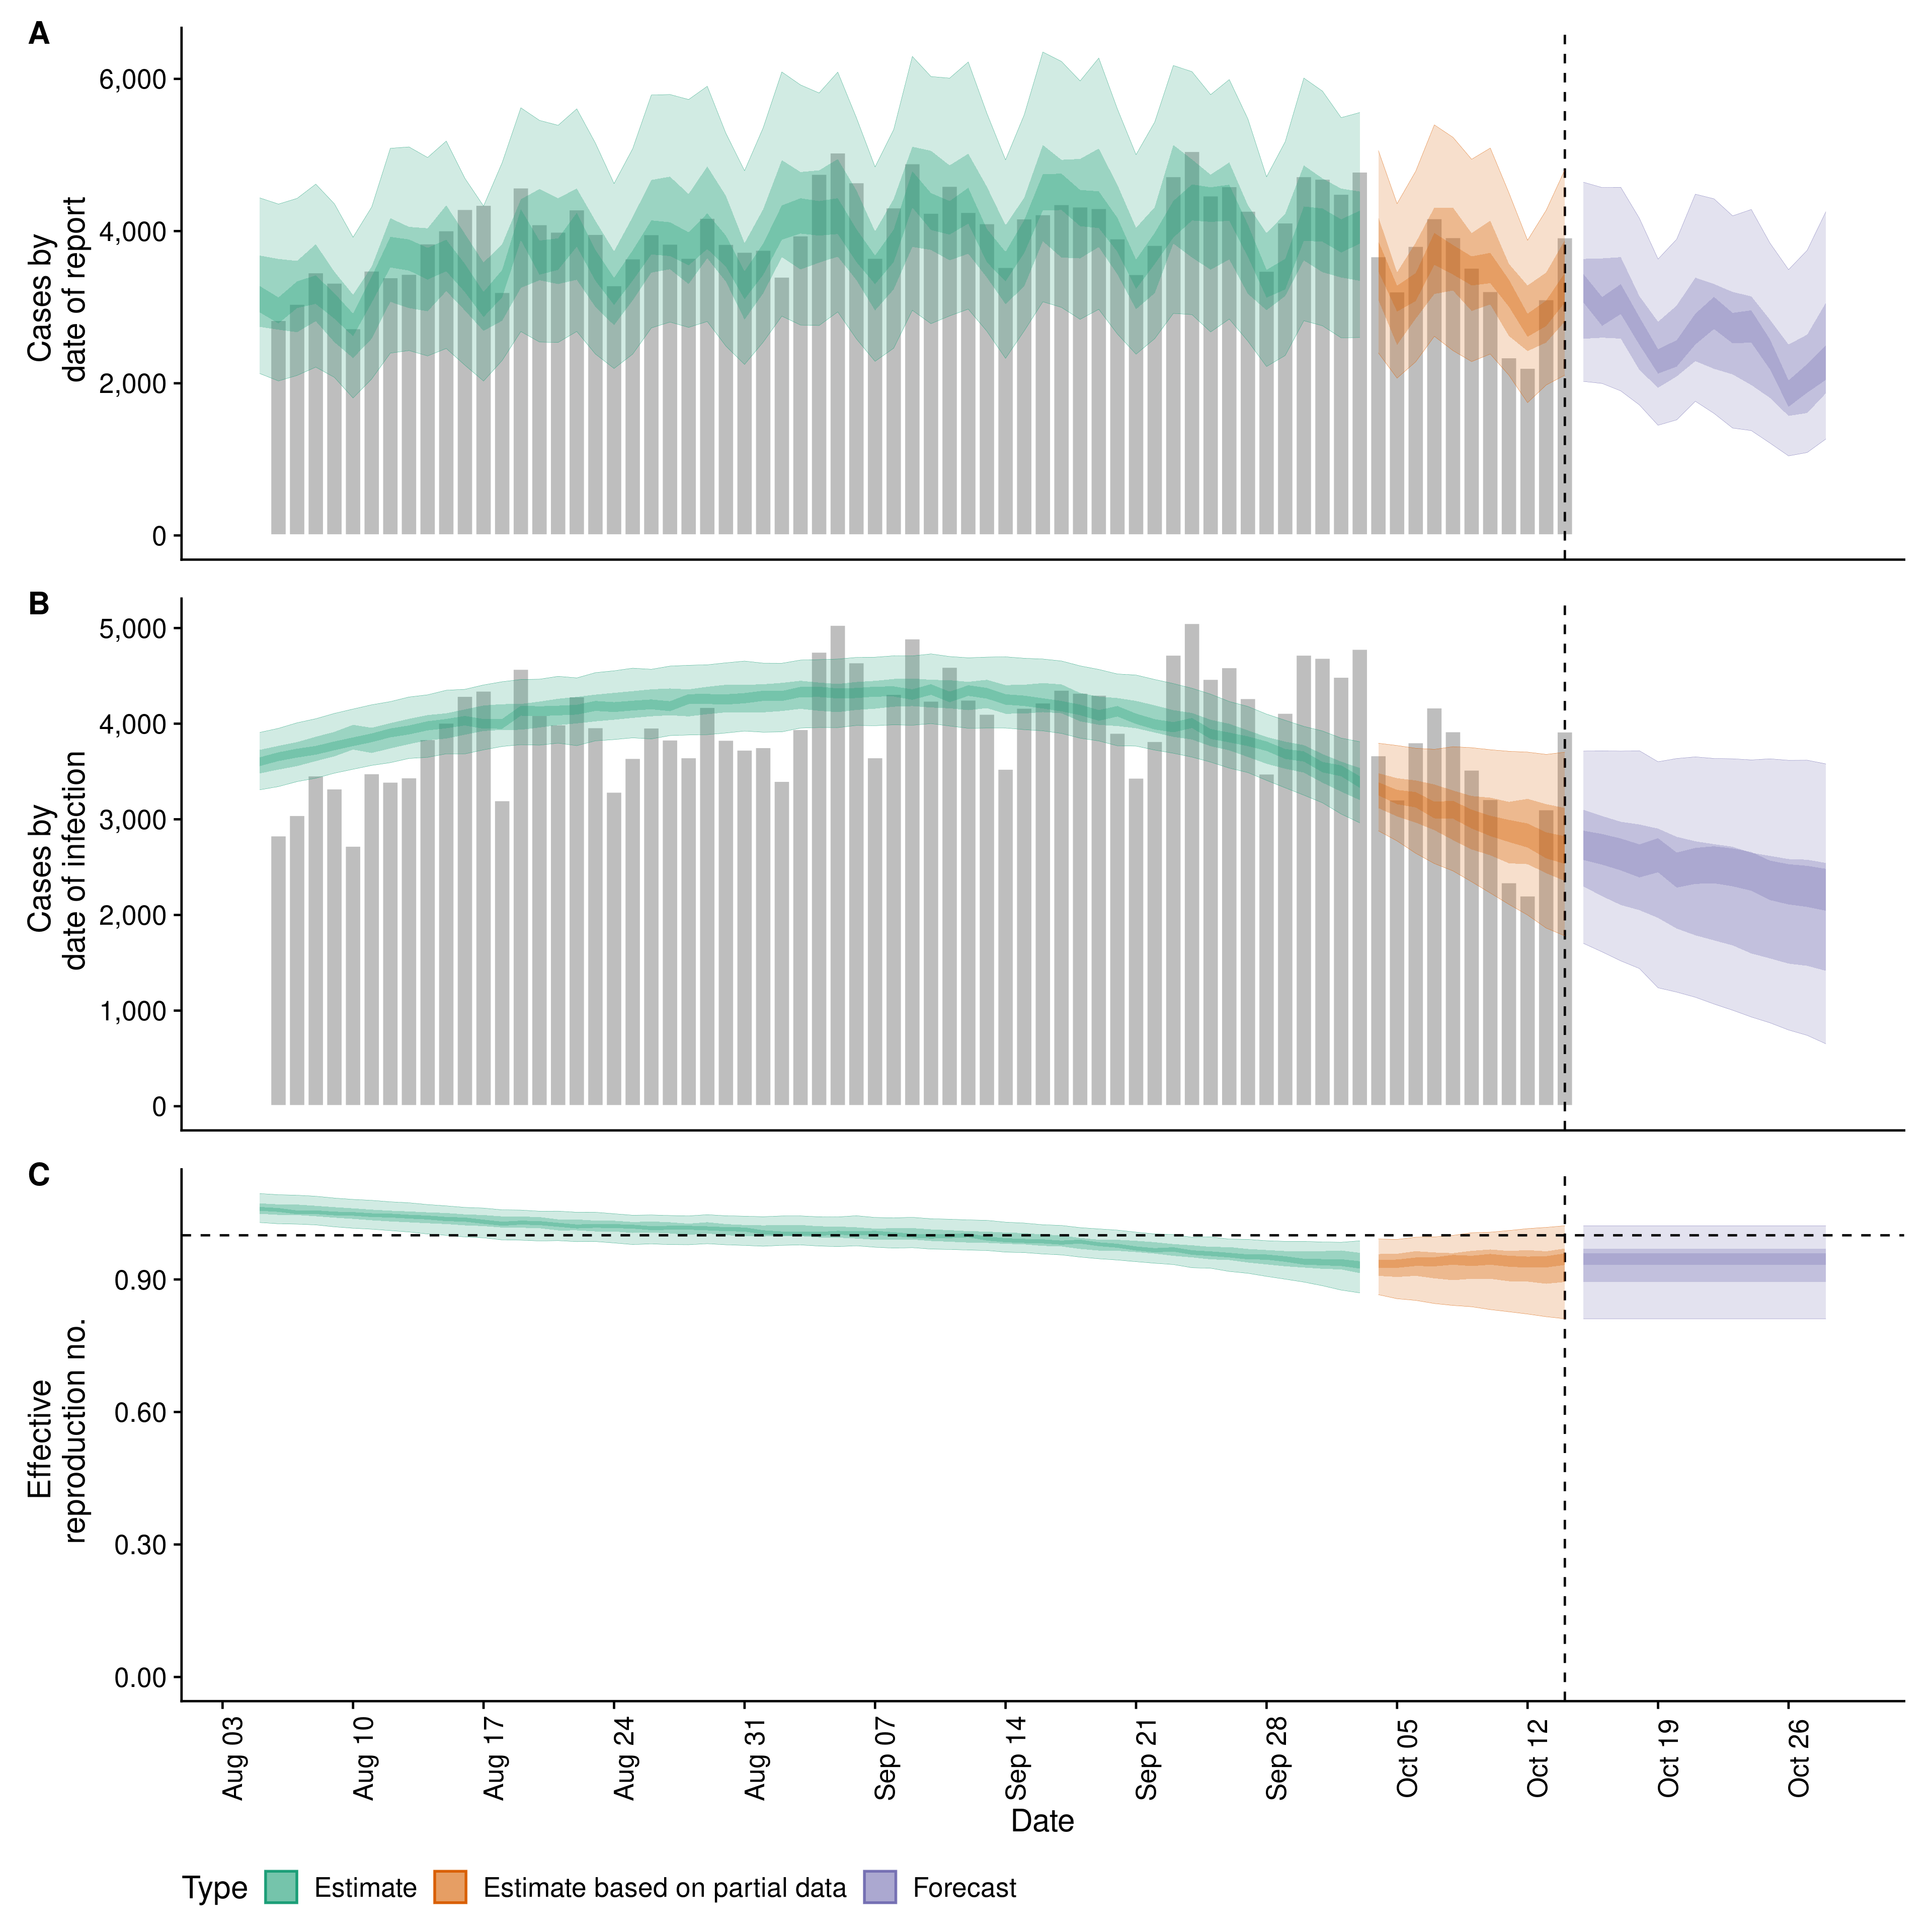 A
Cases by
date of report
6,000
4,000
2,000
0
B
Cases by
date of infection
5,000
4,000
3,000
2,000
1,000
0
C
Effective
reproduction no.
0.90
0.60
0.30
0.00
Aug 03
Aug 10
Aug 17
Aug 24
Aug 31
Sep 07
Sep 14
Sep 21
Sep 28
Oct 05
Oct 12
Oct 19
Oct 26
Date
Type Estimate Estimate based on partial data Forecast